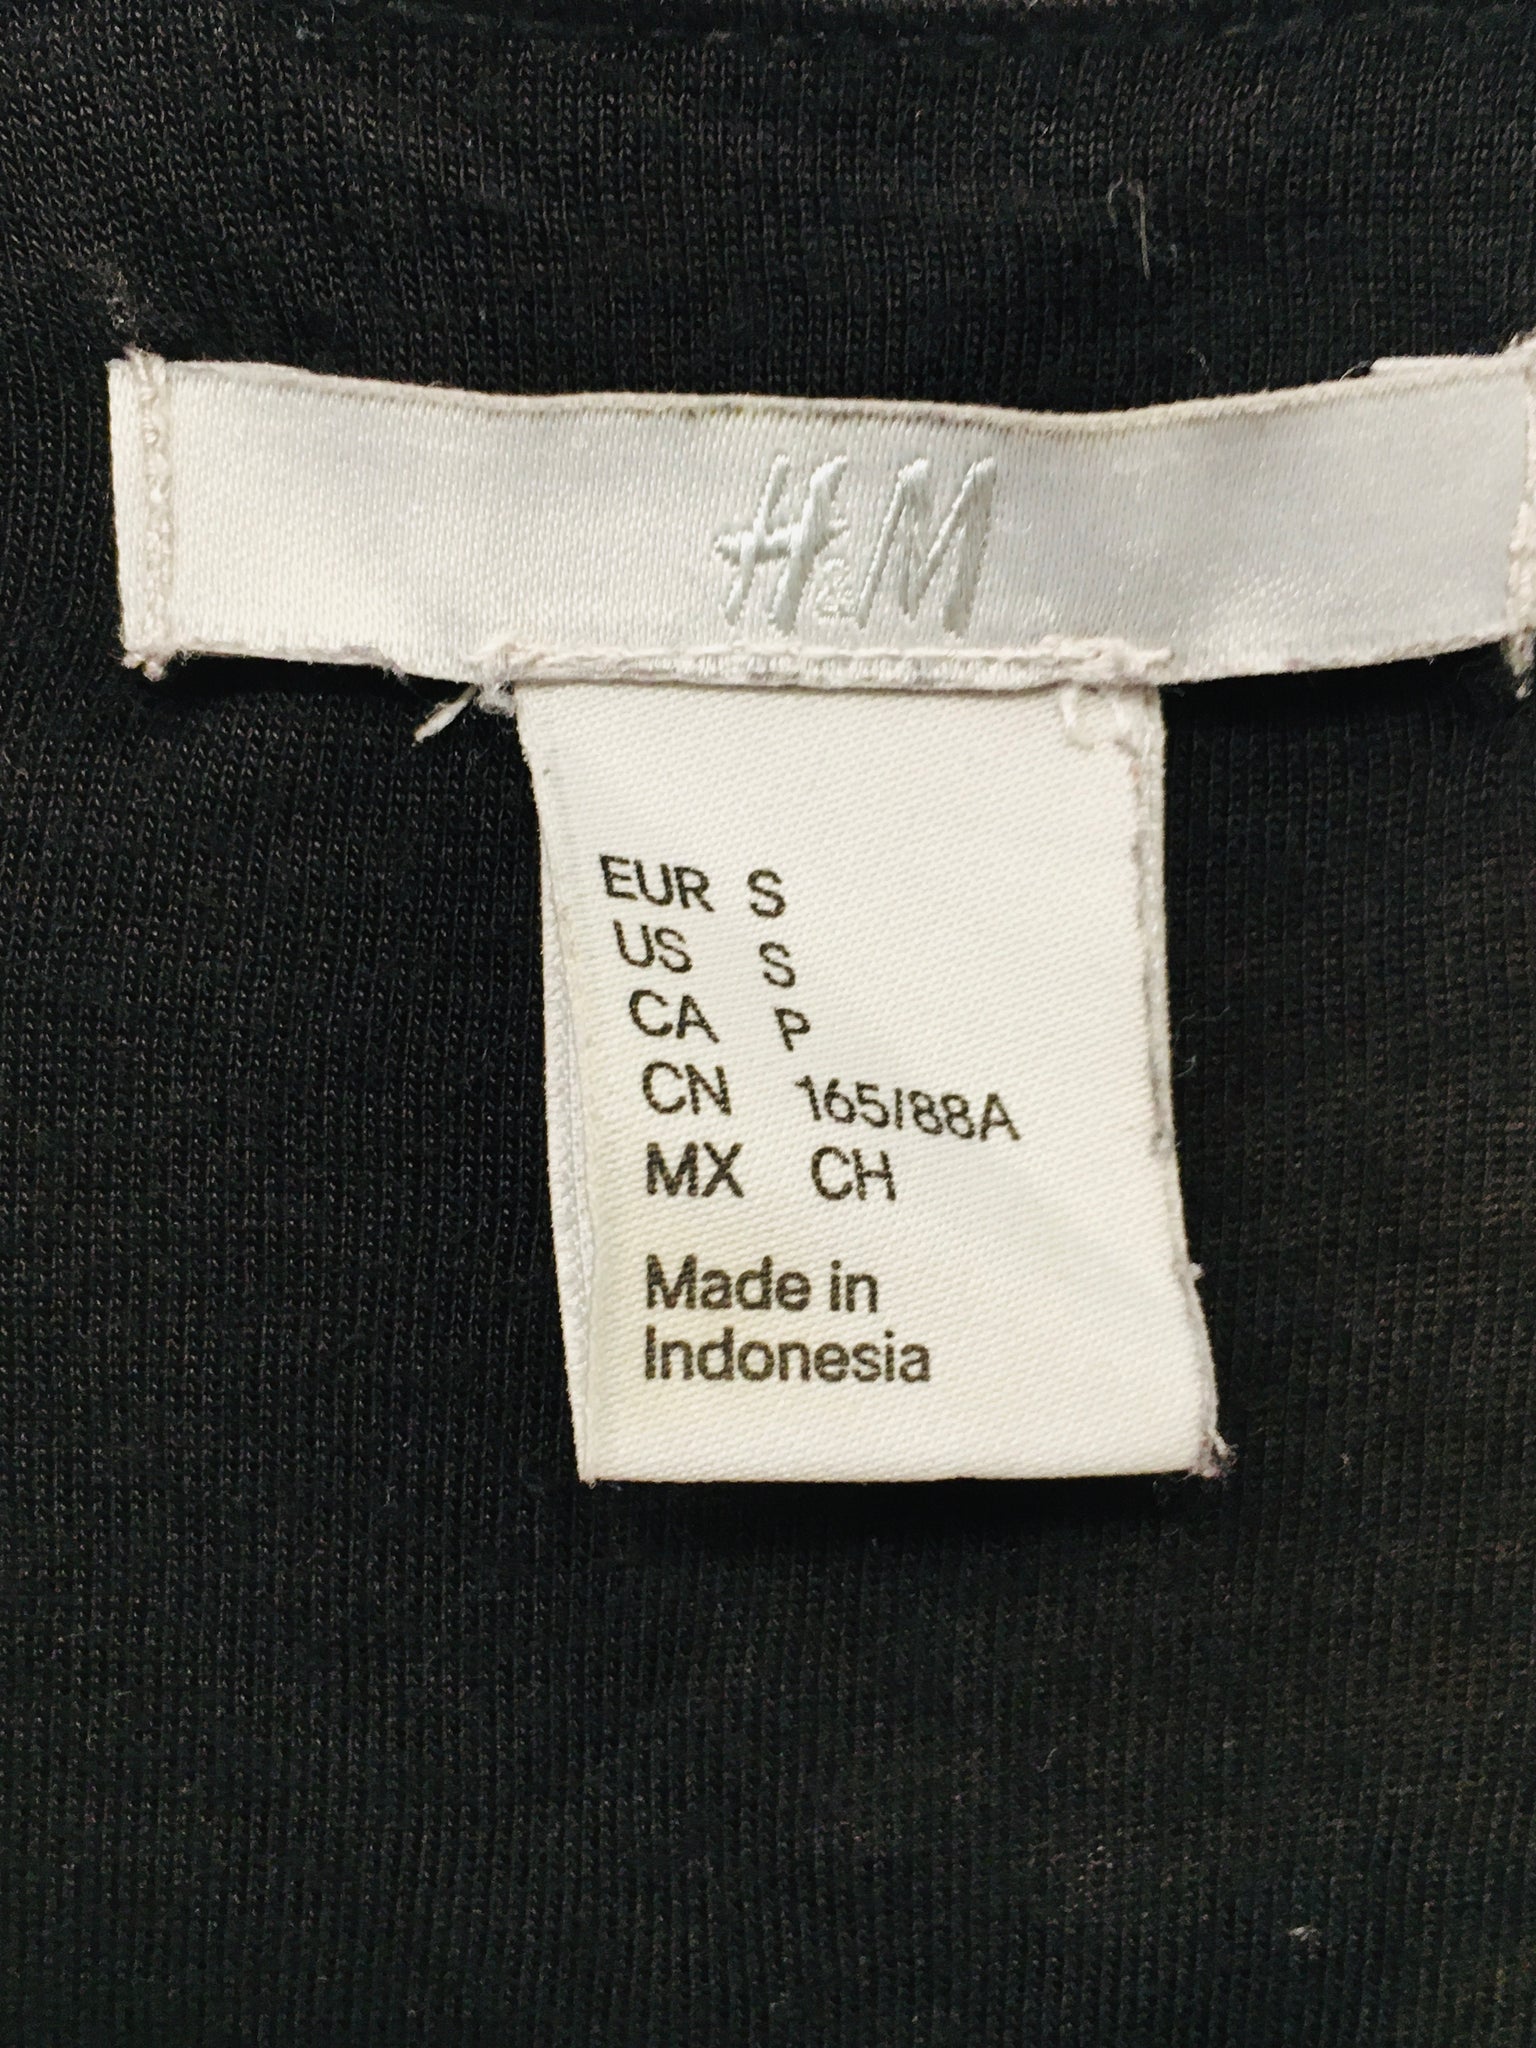 H&M
EUR S
US S
CA P
CN 165/88A
MX CH
Made in
Indonesia